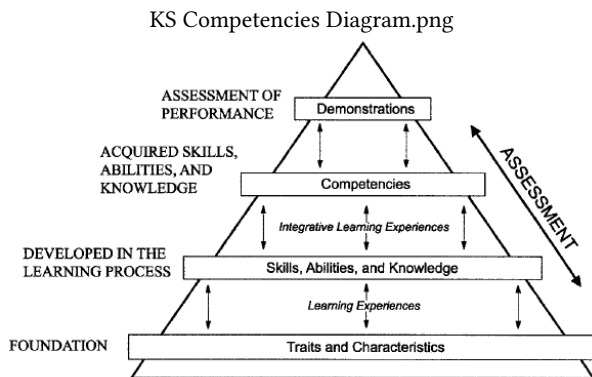 KS Competencies Diagram.png
ASSESSMENT OF
PERFORMANCE
Demonstrations
ACQUIRED SKILLS,
ABILITIES, AND
KNOWLEDGE
Competencies
ASSESSMENT
Integrative Learning Experiences
DEVELOPED IN THE
LEARNING PROCESS
Skills, Abilities, and Knowledge
Learning Experiences
FOUNDATION
Traits and Characteristics